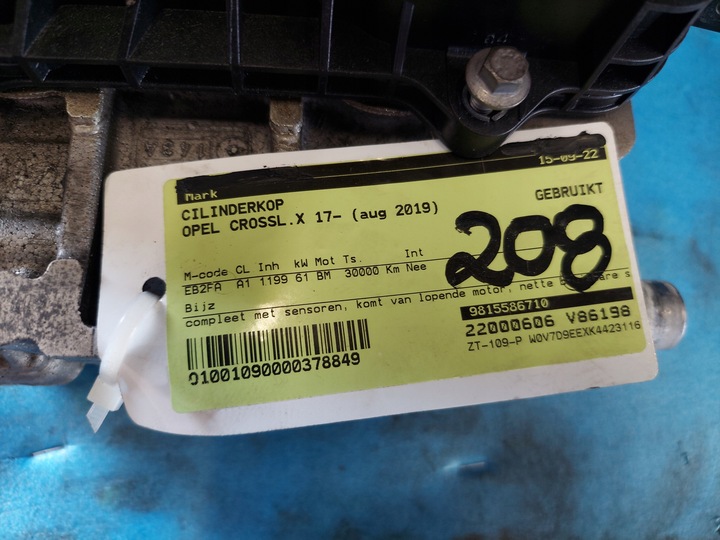 Mark
15-09-22
CILINDERKOP
GEBRUIKT
OPEL CROSSL.X 17- (aug 2019)
208
M-code CL Inh kW Mot Ts. Int
EB2FA A1 1199 61 BM 30000 Km Nee
Bijz
compleet met sensoren, komt van lopende motor, nette
9815586710
22000606 V86198
ZT-109-P W0V7D9EEXK4423116
01001090000378849